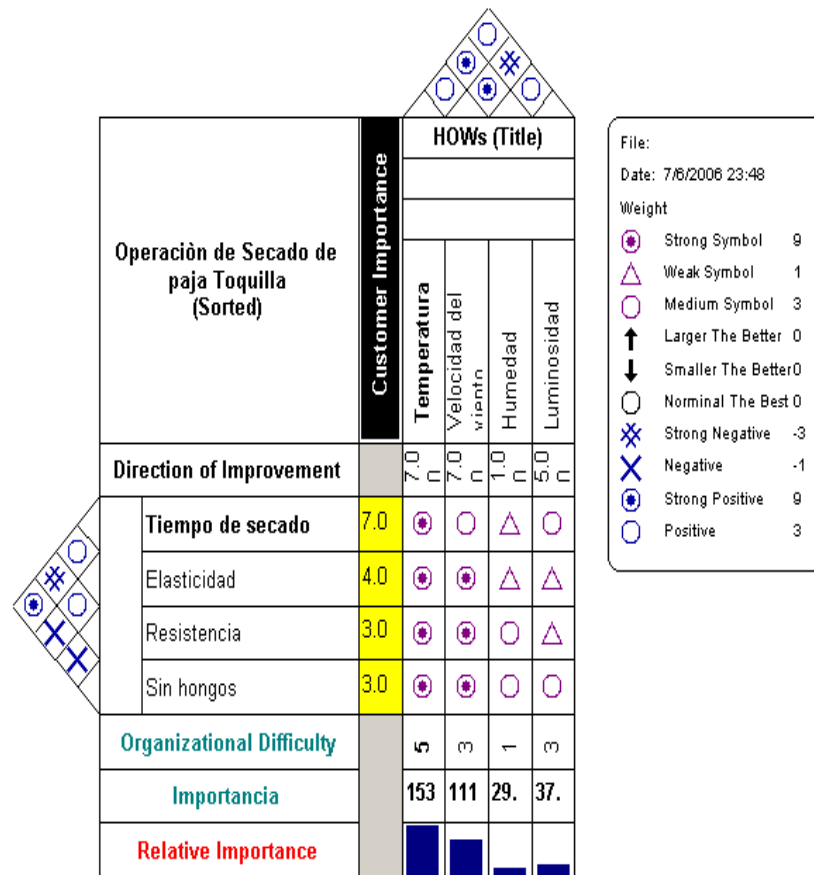 HOWs (Title)
Operaciòn de Secado de
paja Toquilla
(Sorted)
Customer Importance
Temperatura
Velocidad del
viento
Humedad
Luminosidad
Direction of Improvement
7.0 n
7.0 n
1.0 n
5.0 n
Tiempo de secado 7.0
Elasticidad 4.0
Resistencia 3.0
Sin hongos 3.0
Organizational Difficulty 5 3 1 3
Importancia 153 111 29. 37.
Relative Importance
File:
Date: 7/6/2006 23:48
Weight
Strong Symbol 9
Weak Symbol 1
Medium Symbol 3
Larger The Better 0
Smaller The Better 0
Norminal The Best 0
Strong Negative -3
Negative -1
Strong Positive 9
Positive 3